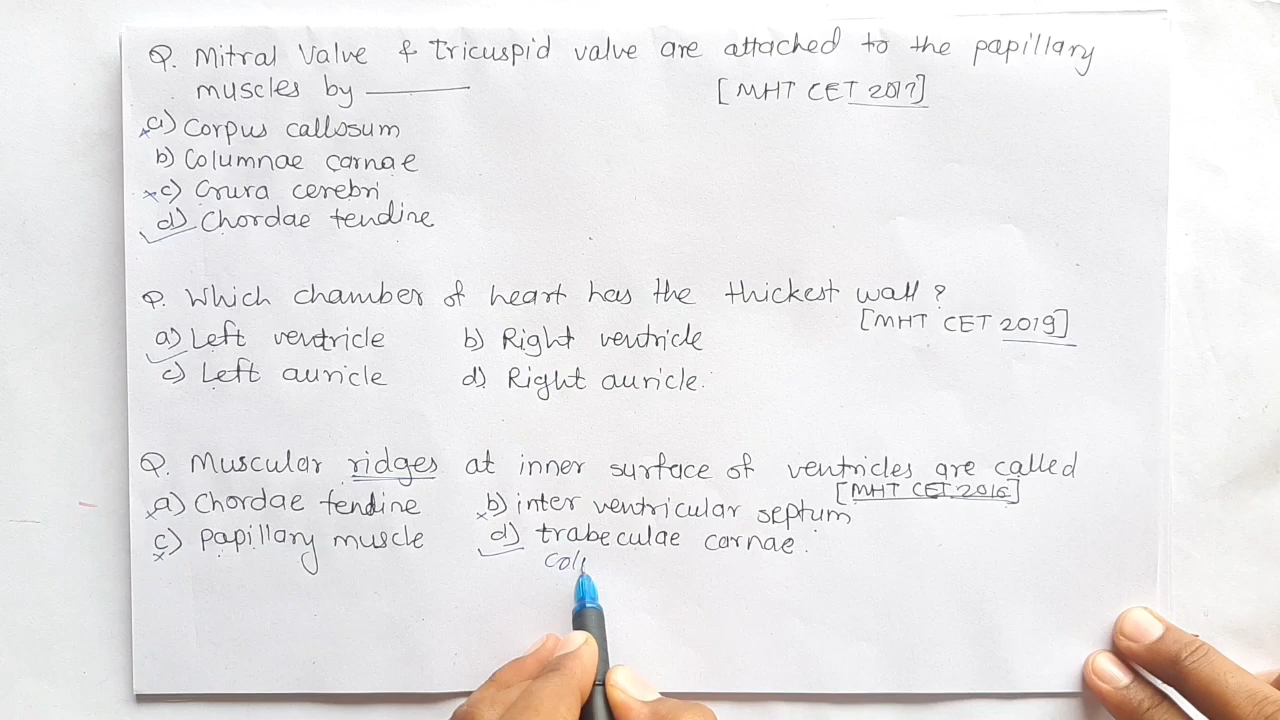 Q. Mitral Valve & tricuspid valve are attached to the papillary
muscles by ———
[MHT CET 2017]
a) Corpus callosum
b) Columnae carnae
c) Crura cerebri
d) Chordae tendine
Q. Which chamber of heart has the thickest wall?
[MHT CET 2019]
a) Left ventricle b) Right ventricle
c) Left auricle d) Right auricle.
Q. Muscular ridges at inner surface of ventricles are called
[MHT CET 2016]
a) Chordae tendine b) inter ventricular septum
c) Papillary muscle d) trabeculae carnae.
Col